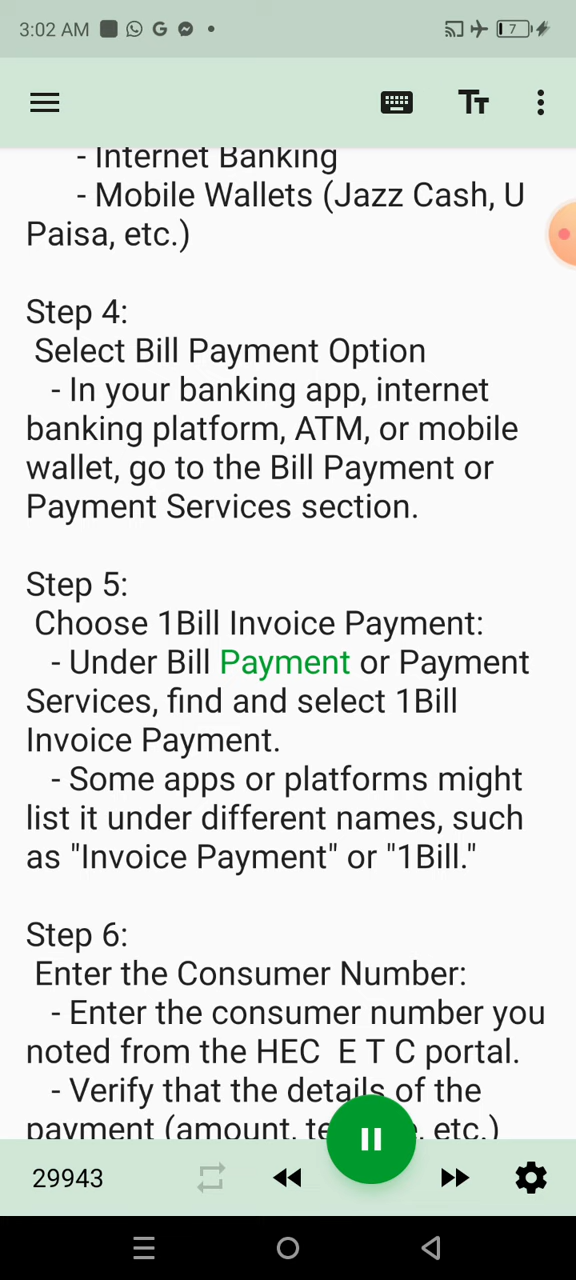 3:02 AM
7
Tт
- Internet Banking
- Mobile Wallets (Jazz Cash, U
Paisa, etc.)
Step 4:
Select Bill Payment Option
- In your banking app, internet
banking platform, ATM, or mobile
wallet, go to the Bill Payment or
Payment Services section.
Step 5:
Choose 1Bill Invoice Payment:
- Under Bill Payment or Payment
Services, find and select 1Bill
Invoice Payment.
- Some apps or platforms might
list it under different names, such
as "Invoice Payment" or "1Bill."
Step 6:
Enter the Consumer Number:
- Enter the consumer number you
noted from the HEC  E T C portal.
- Verify that the details of the
payment (amount, etc.)
29943